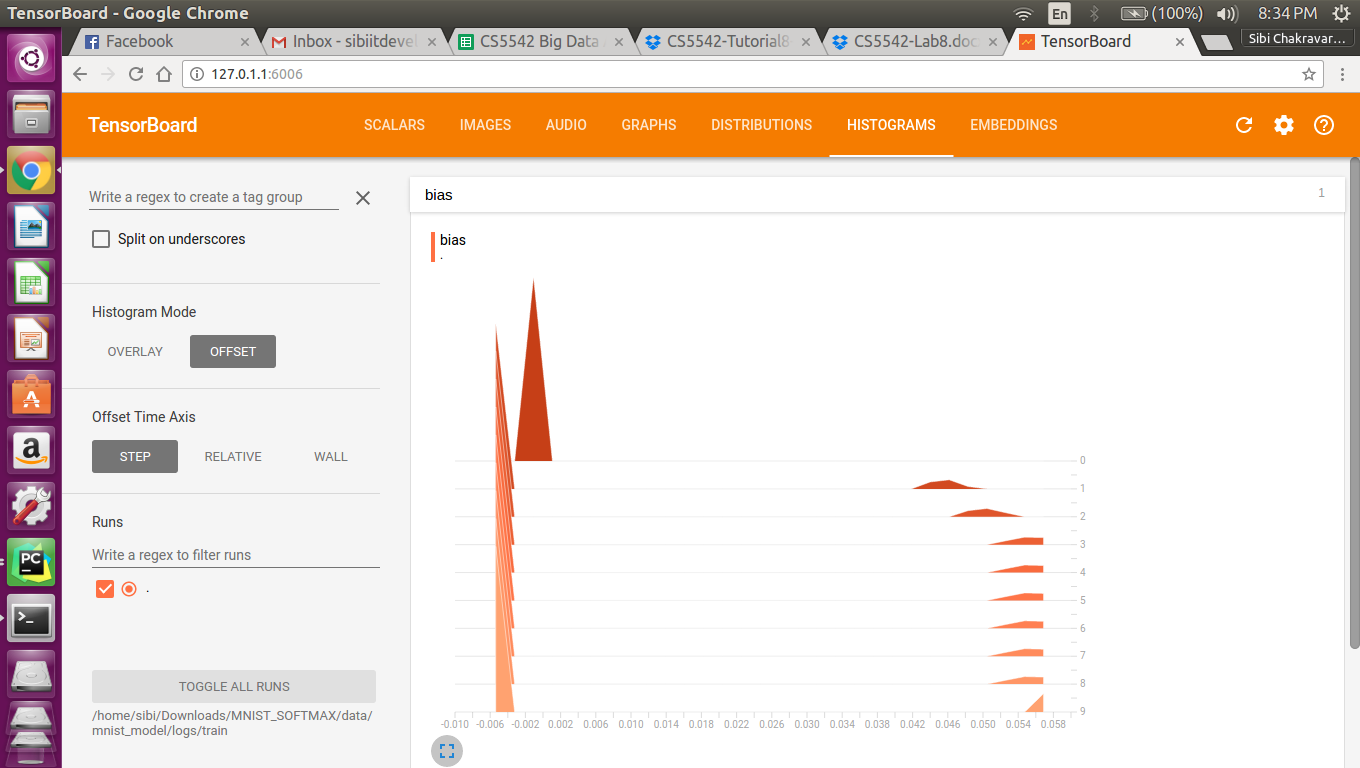 TensorBoard - Google Chrome
En
(100%)
8:34 PM
Facebook
Inbox - sibiitdeve
CS5542 Big Data
CS5542-Tutorial8
CS5542-Lab8.doc
TensorBoard
Sibi Chakravar...
127.0.1.1:6006
TensorBoard
SCALARS
IMAGES
AUDIO
GRAPHS
DISTRIBUTIONS
HISTOGRAMS
EMBEDDINGS
Write a regex to create a tag group
Split on underscores
Histogram Mode
OVERLAY
OFFSET
Offset Time Axis
STEP
RELATIVE
WALL
Runs
Write a regex to filter runs
.
TOGGLE ALL RUNS
/home/sibi/Downloads/MNIST_SOFTMAX/data/
mnist_model/logs/train
bias
1
bias
.
0
1
2
3
4
5
6
7
8
9
-0.010 -0.006 -0.002 0.002 0.006 0.010 0.014 0.018 0.022 0.026 0.030 0.034 0.038 0.042 0.046 0.050 0.054 0.058
PC
>_